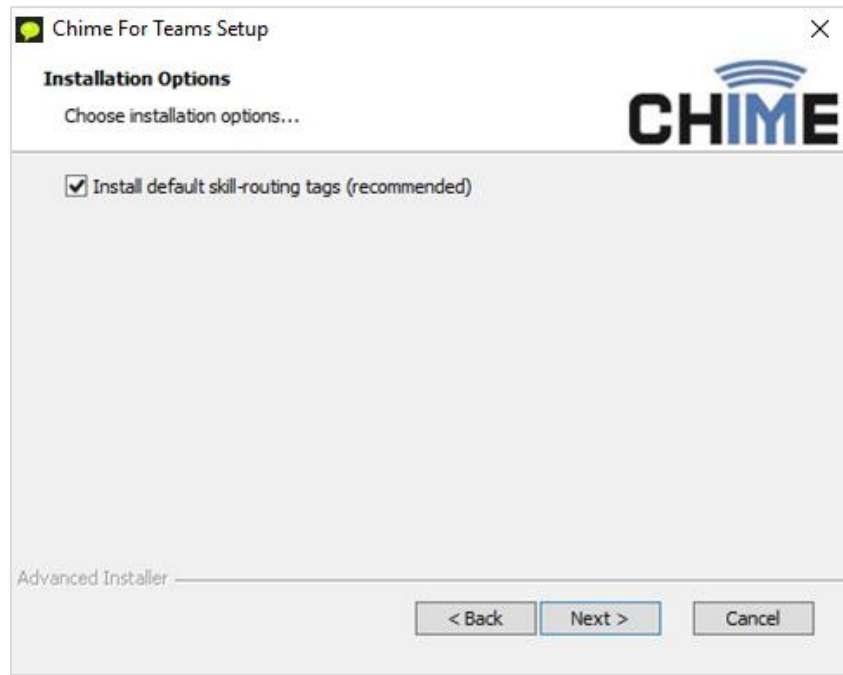 Chime For Teams Setup
Installation Options
Choose installation options...
CHIME
Install default skill-routing tags (recommended)
Advanced Installer
< Back
Next >
Cancel